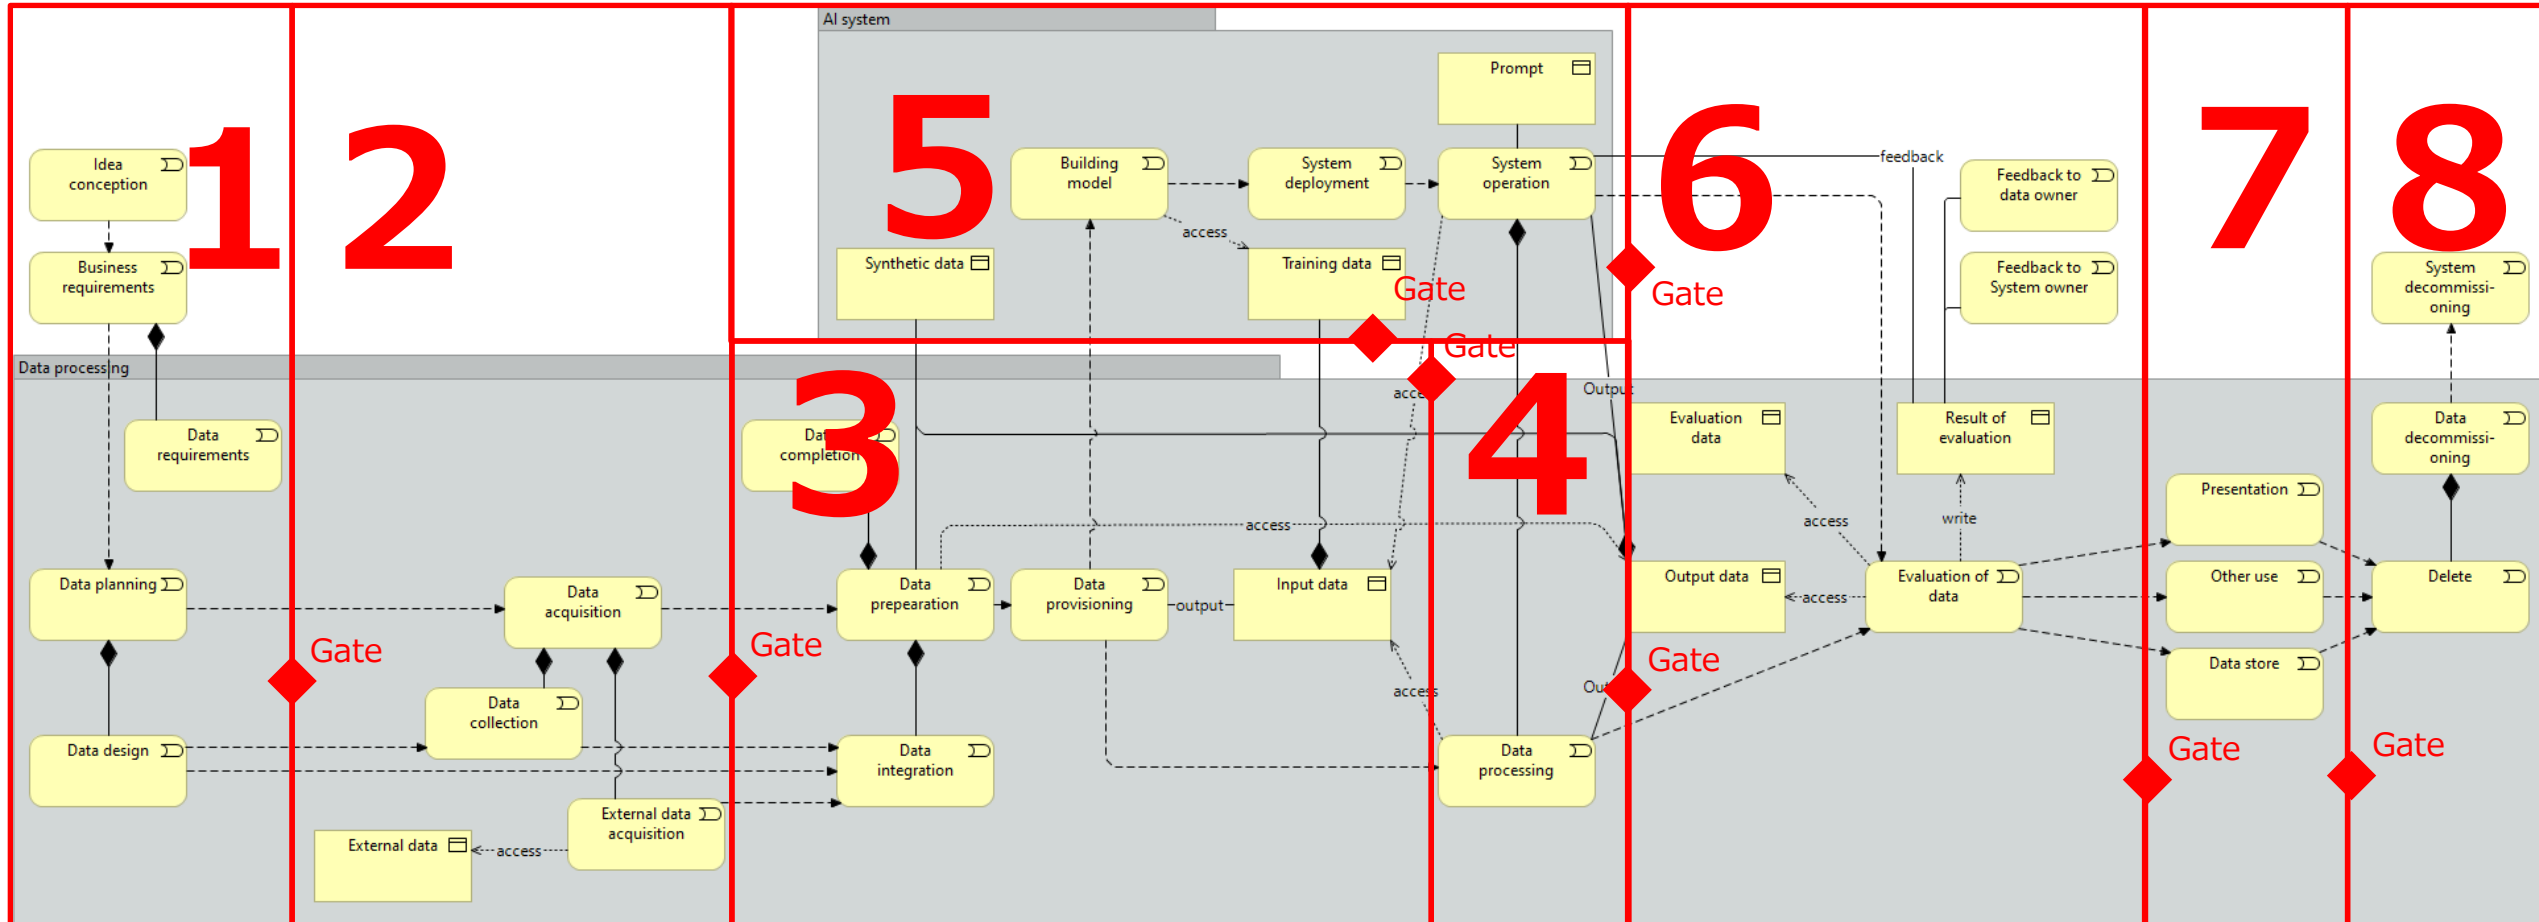 AI system
Prompt
1
2
5
6
7
8
Idea
conception
Building
model
System
deployment
System
operation
feedback
Feedback to
data owner
access
Business
requirements
Synthetic data
Training data
Gate
Gate
Feedback to
System owner
System
decommissi-
oning
Data processing
Gate
3
4
access
Output
Data
requirements
Data
completion
Evaluation
data
Result of
evaluation
Data
decommissi-
oning
Presentation
access
access
write
Data planning
Data
acquisition
Data
prepearation
Data
provisioning
output
Input data
Output data
access
Evaluation of
data
Other use
Delete
Gate
Gate
Gate
Data store
Data
collection
access
Data design
Data
integration
Data
processing
Gate
Gate
External data
acquisition
External data
access